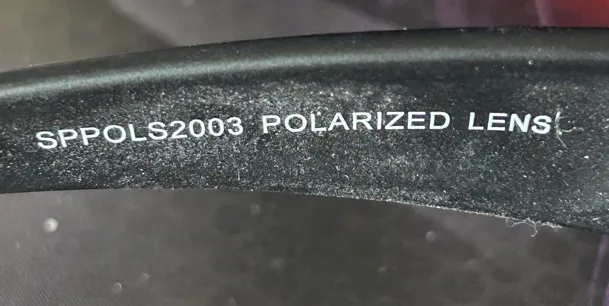 SPPOLS2003 POLARIZED LENS